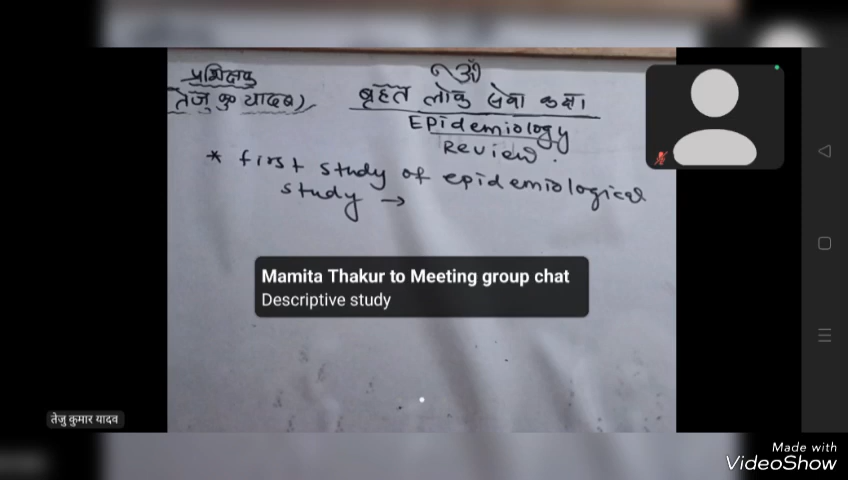 ॐ
प्रशिक्षक
तेजु कु यादव)
बृहत लोक सेवा कक्षा
EPidemiology
Review.
* first study of epidemiological
study →
Mamita Thakur to Meeting group chat
Descriptive study
तेजु कुमार यादव
Made with
VideoShow